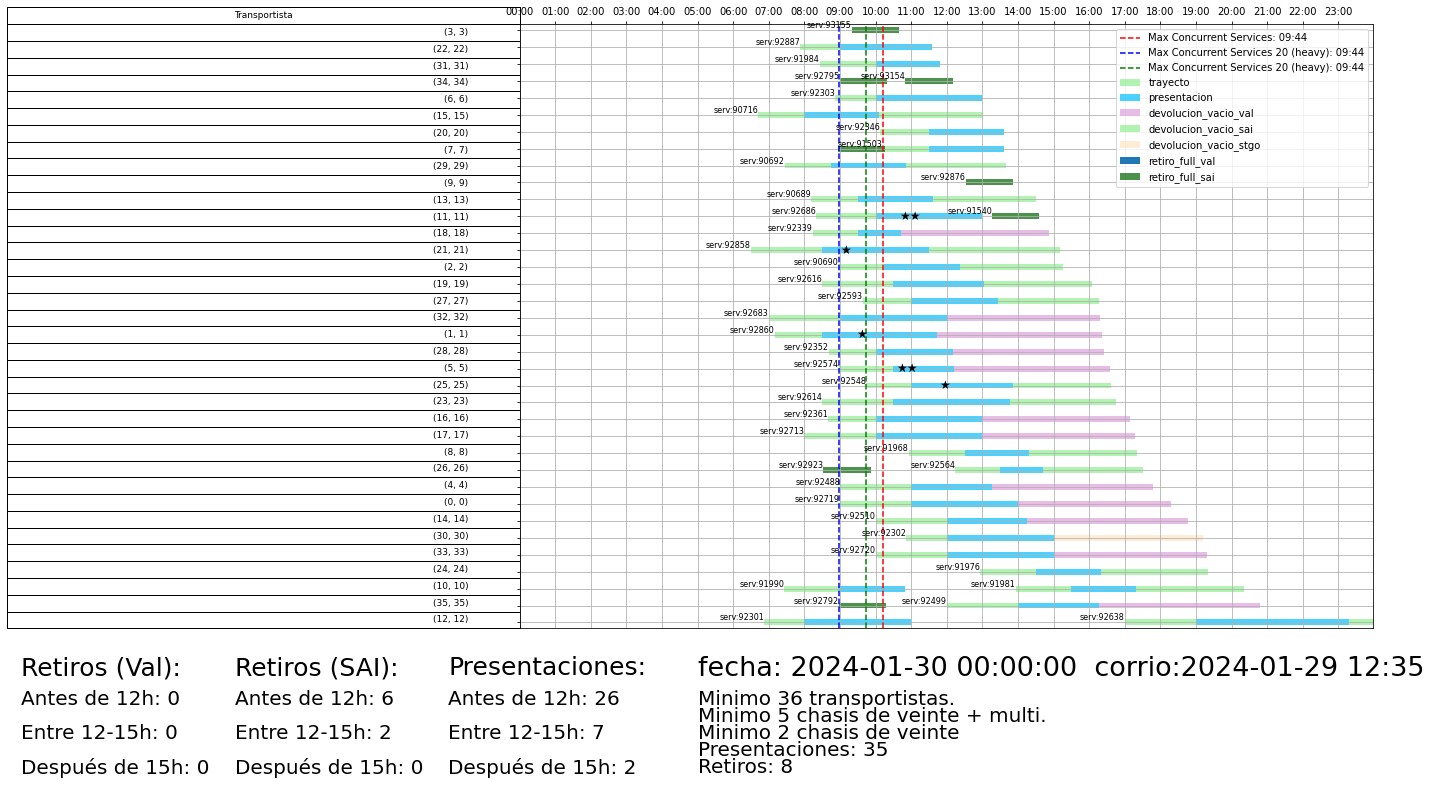 Transportista
00:00 01:00 02:00 03:00 04:00 05:00 06:00 07:00 08:00 09:00 10:00 11:00 12:00 13:00 14:00 15:00 16:00 17:00 18:00 19:00 20:00 21:00 22:00 23:00
(3, 3) serv:93155
(22, 22) serv:92887
(31, 31) serv:91984
(34, 34) serv:92795 serv:93154
(6, 6) serv:92303
(15, 15) serv:90716
(20, 20) serv:92346
(7, 7) serv:91503
(29, 29) serv:90692
(9, 9) serv:92876
(13, 13) serv:90689
(11, 11) serv:92686 serv:91540
(18, 18) serv:92339
(21, 21) serv:92858
(2, 2) serv:90690
(19, 19) serv:92616
(27, 27) serv:92593
(32, 32) serv:92683
(1, 1) serv:92860
(28, 28) serv:92352
(5, 5) serv:92574
(25, 25) serv:92548
(23, 23) serv:92614
(16, 16) serv:92361
(17, 17) serv:92713
(8, 8) serv:91968
(26, 26) serv:92923 serv:92564
(4, 4) serv:92488
(0, 0) serv:92719
(14, 14) serv:92510
(30, 30) serv:92302
(33, 33) serv:92720
(24, 24) serv:91976
(10, 10) serv:91990 serv:91981
(35, 35) serv:92792 serv:92499
(12, 12) serv:92301 serv:92638
Max Concurrent Services: 09:44
Max Concurrent Services 20 (heavy): 09:44
Max Concurrent Services 20 (heavy): 09:44
trayecto
presentacion
devolucion_vacio_val
devolucion_vacio_sai
devolucion_vacio_stgo
retiro_full_val
retiro_full_sai
Retiros (Val):
Antes de 12h: 0
Entre 12-15h: 0
Después de 15h: 0
Retiros (SAI):
Antes de 12h: 6
Entre 12-15h: 2
Después de 15h: 0
Presentaciones:
Antes de 12h: 26
Entre 12-15h: 7
Después de 15h: 2
fecha: 2024-01-30 00:00:00 corrio:2024-01-29 12:35
Minimo 36 transportistas.
Minimo 5 chasis de veinte + multi.
Minimo 2 chasis de veinte
Presentaciones: 35
Retiros: 8